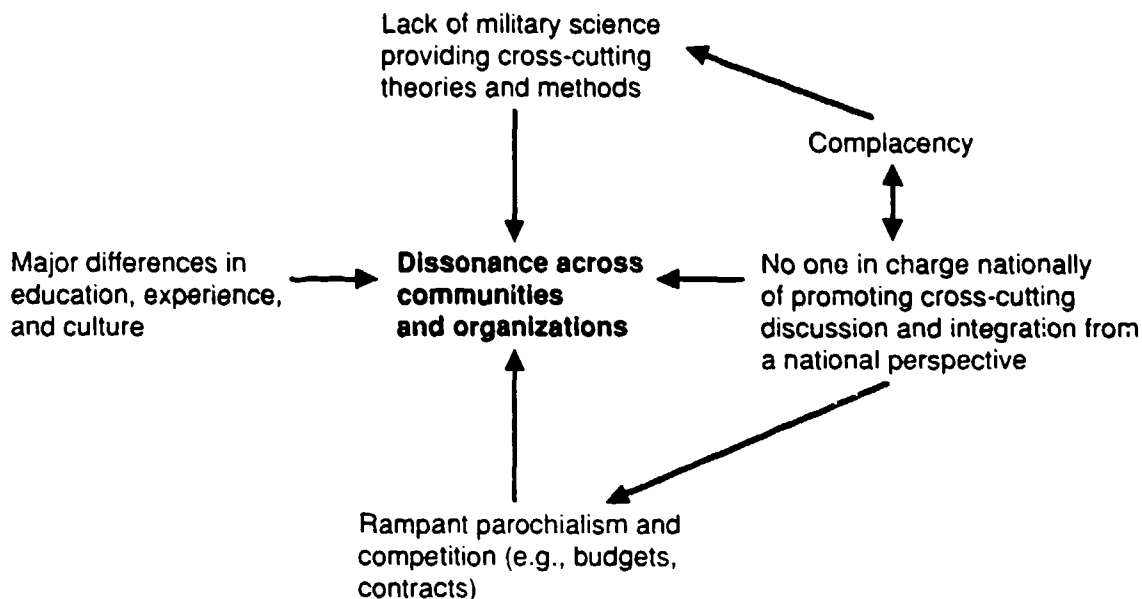 Lack of military science
providing cross-cutting
theories and methods
Complacency
Major differences in
education, experience,
and culture
Dissonance across
communities
and organizations
No one in charge nationally
of promoting cross-cutting
discussion and integration from
a national perspective
Rampant parochialism and
competition (e.g., budgets,
contracts)